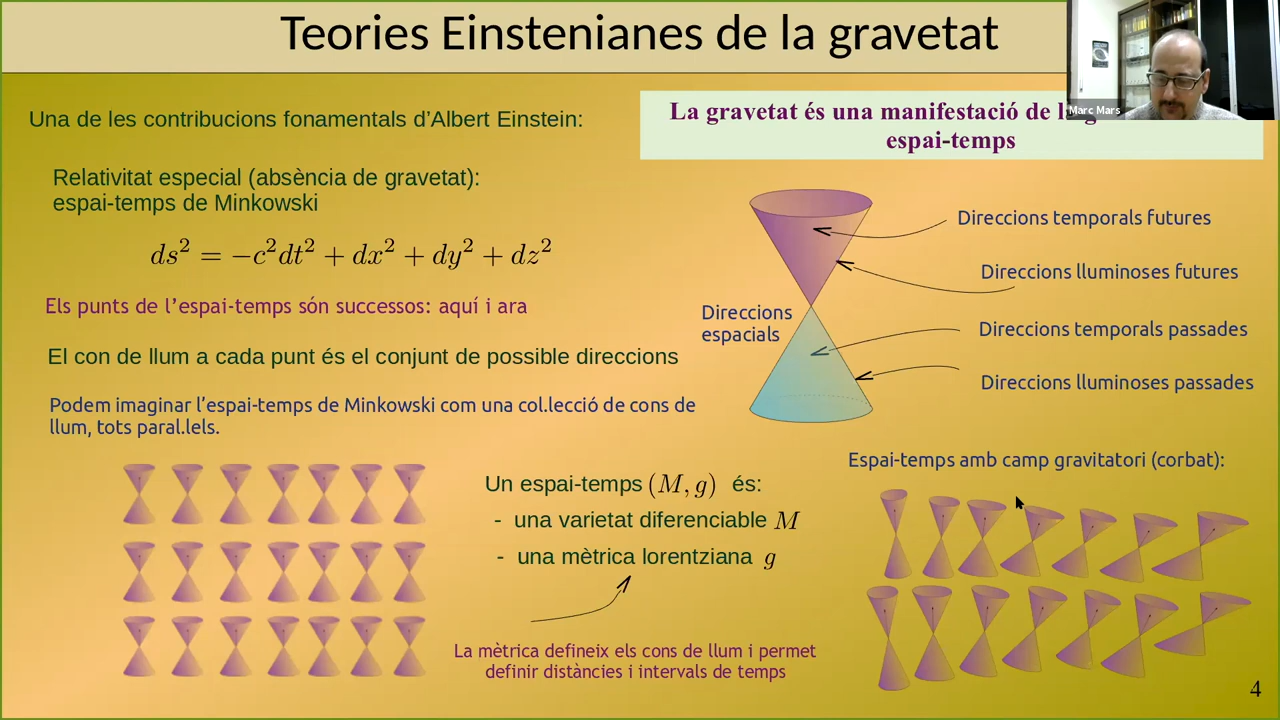 Teories Einstenianes de la gravetat
Marc Mars
Una de les contribucions fonamentals d'Albert Einstein:
La gravetat és una manifestació de
espai-temps
Relativitat especial (absència de gravetat):
espai-temps de Minkowski
ds² = −c²dt² + dx² + dy² + dz²
Els punts de l'espai-temps són successos: aquí i ara
El con de llum a cada punt és el conjunt de possible direccions
Podem imaginar l'espai-temps de Minkowski com una col.lecció de cons de
llum, tots paral.lels.
Direccions temporals futures
Direccions lluminoses futures
Direccions
espacials
Direccions temporals passades
Direccions lluminoses passades
Un espai-temps (M, g) és:
- una varietat diferenciable M
- una mètrica lorentziana g
La mètrica defineix els cons de llum i permet
definir distàncies i intervals de temps
Espai-temps amb camp gravitatori (corbat):
4